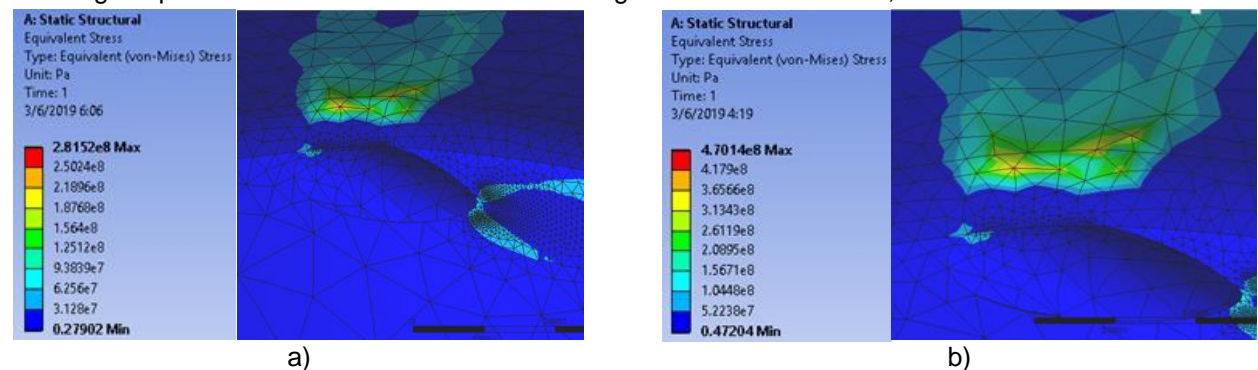 A: Static Structural
Equivalent Stress
Type: Equivalent (von-Mises) Stress
Unit: Pa
Time: 1
3/6/2019 6:06
2.8152e8 Max
2.5024e8
2.1896e8
1.8768e8
1.564e8
1.2512e8
9.3839e7
6.256e7
3.128e7
0.27902 Min
a)
A: Static Structural
Equivalent Stress
Type: Equivalent (von-Mises) Stress
Unit: Pa
Time: 1
3/6/2019 4:19
4.7014e8 Max
4.179e8
3.6566e8
3.1343e8
2.6119e8
2.0895e8
1.5671e8
1.0448e8
5.2238e7
0.47204 Min
b)